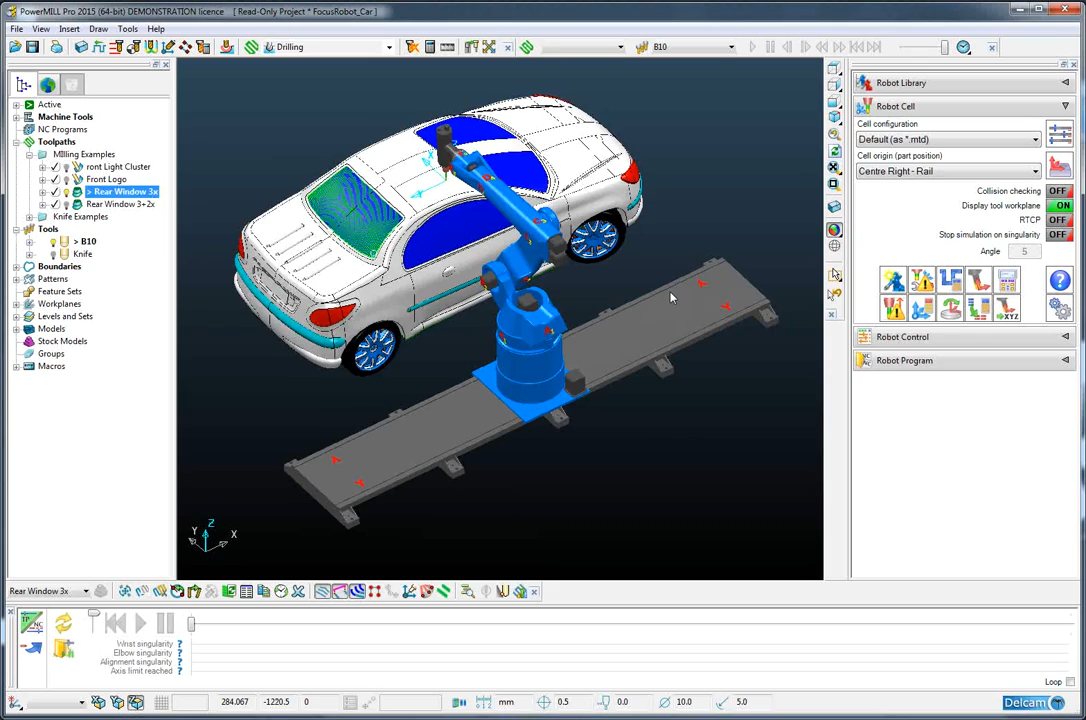 PowerMILL Pro 2015 (64-bit) DEMONSTRATION licence    [ Read-Only Project * FocusRobot_Car ]
File View Insert Draw Tools Help
Drilling B10
Active
Machine Tools
NC Programs
Toolpaths
MIlling Examples
ront Light Cluster
Front Logo
> Rear Window 3x
Rear Window 3+2x
Knife Examples
Tools
> B10
Knife
Boundaries
Patterns
Feature Sets
Workplanes
Levels and Sets
Models
Stock Models
Groups
Macros
Z
Y
X
Robot Library
Robot Cell
Cell configuration
Default (as *.mtd)
Cell origin (part position)
Centre Right - Rail
Collision checking OFF
Display tool workplane ON
RTCP OFF
Stop simulation on singularity OFF
Angle 5
XYZ
Robot Control
Robot Program
Rear Window 3x
TP
NC
Wrist singularity ?
Elbow singularity ?
Alignment singularity ?
Axis limit reached ?
Loop
284.067 -1220.5 0 mm 0.5 0.0 10.0 5.0
Delcam